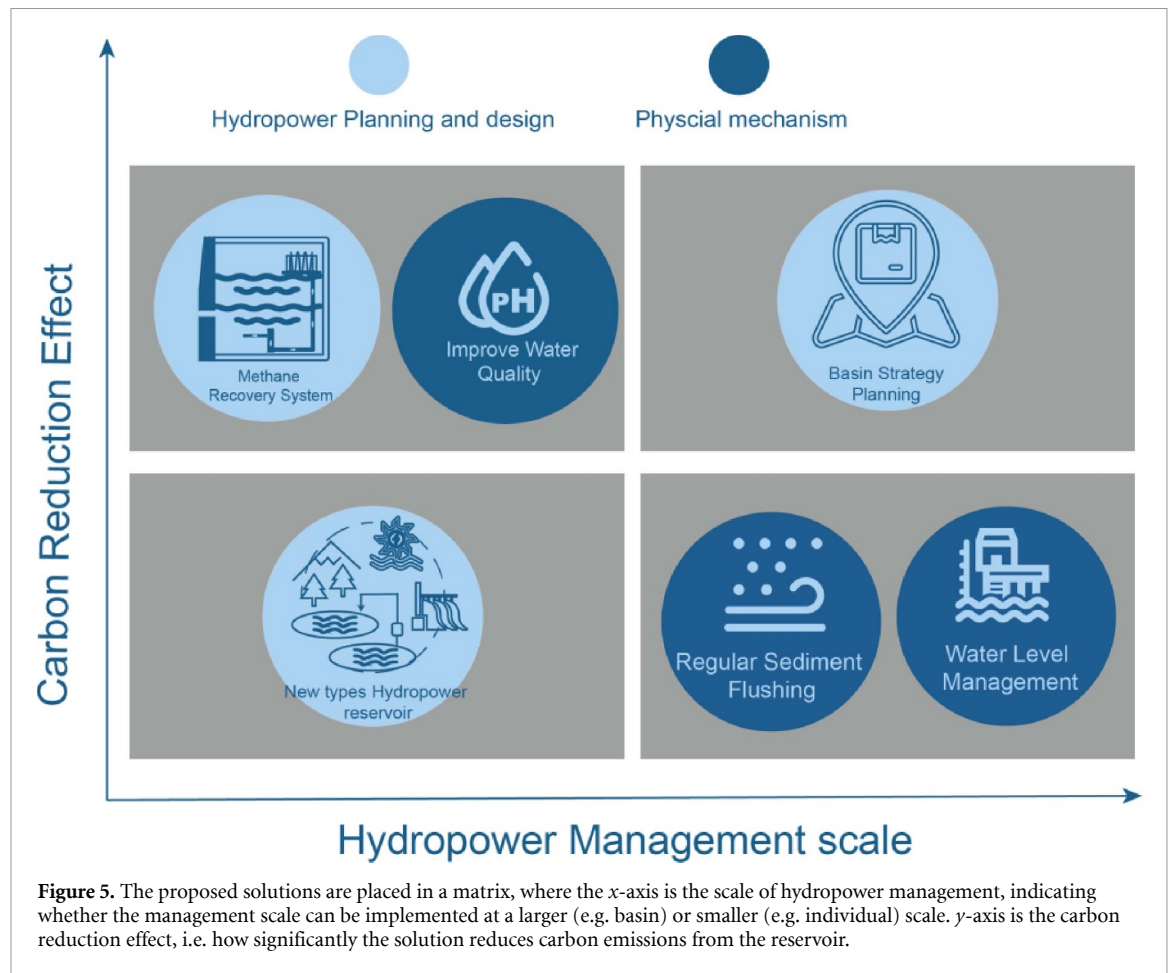 Hydropower Planning and design
Physcial mechanism
Carbon Reduction Effect
Methane
Recovery System
PH
Improve Water
Quality
Basin Strategy
Planning
New types Hydropower
reservoir
Regular Sediment
Flushing
Water Level
Management
Hydropower Management scale
Figure 5. The proposed solutions are placed in a matrix, where the x-axis is the scale of hydropower management, indicating
whether the management scale can be implemented at a larger (e.g. basin) or smaller (e.g. individual) scale. y-axis is the carbon
reduction effect, i.e. how significantly the solution reduces carbon emissions from the reservoir.